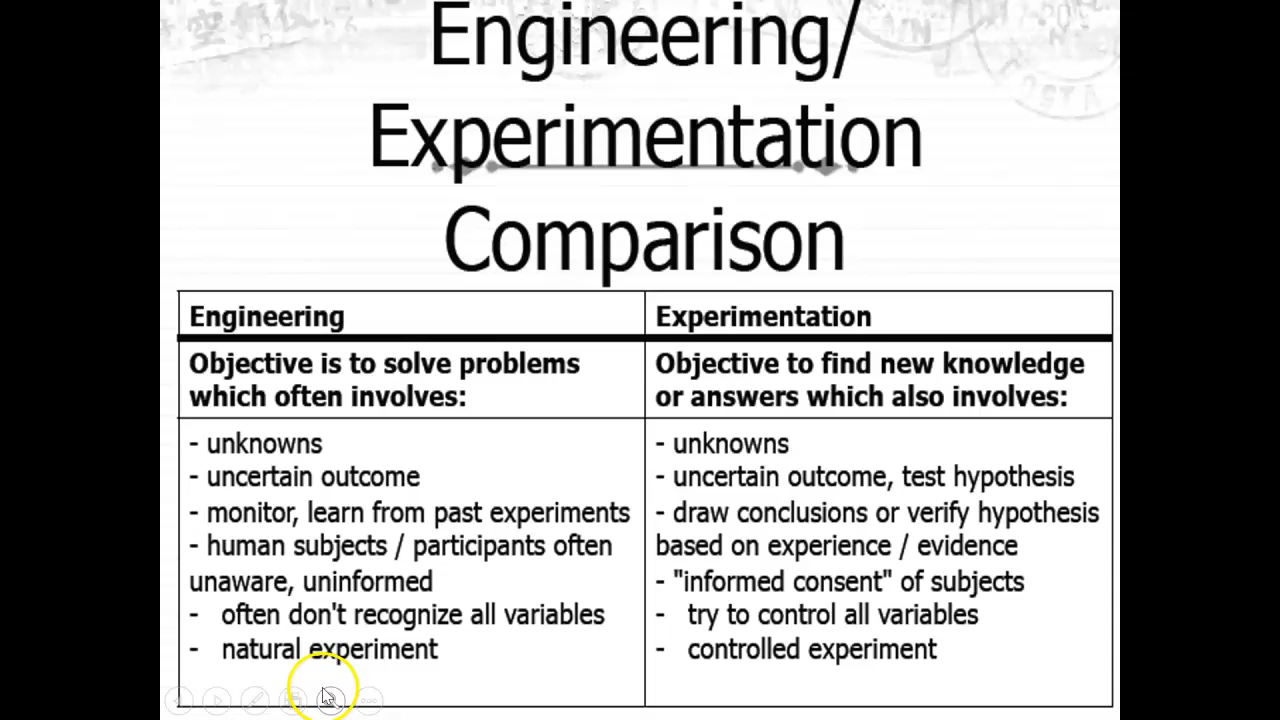 Engineering/
Experimentation
Comparison
Engineering
Experimentation
Objective is to solve problems
which often involves:
Objective to find new knowledge
or answers which also involves:
- unknowns
- uncertain outcome
- monitor, learn from past experiments
- human subjects / participants often
unaware, uninformed
- often don't recognize all variables
- natural experiment
- unknowns
- uncertain outcome, test hypothesis
- draw conclusions or verify hypothesis
based on experience / evidence
- "informed consent" of subjects
- try to control all variables
- controlled experiment